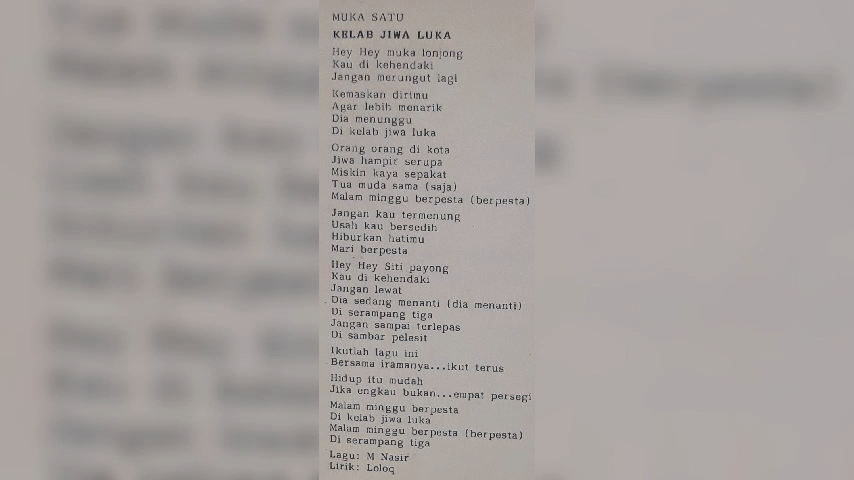 MUKA SATU
KELAB JIWA LUKA
Hey Hey muka lonjong
Kau di kehendaki
Jangan merungut lagi
Kemaskan dirimu
Agar lebih menarik
Dia menunggu
Di kelab jiwa luka
Orang orang di kota
Jiwa hampir serupa
Miskin kaya sepakat
Tua muda sama (saja)
Malam minggu berpesta (berpesta)
Jangan kau termenung
Usah kau bersedih
Hiburkan hatimu
Mari berpesta
Hey Hey Siti payong
Kau di kehendaki
Jangan lewat
Dia sedang menanti (dia menanti)
Di serampang tiga
Jangan sampai terlepas
Di sambar pelesit
Ikutlah lagu ini
Bersama iramanya...ikut terus
Hidup itu mudah
Jika engkau bukan...empat persegi
Malam minggu berpesta
Di kelab jiwa luka
Malam minggu berpesta (berpesta)
Di serampang tiga
Lagu: M Nasir
Lirik: Loloq